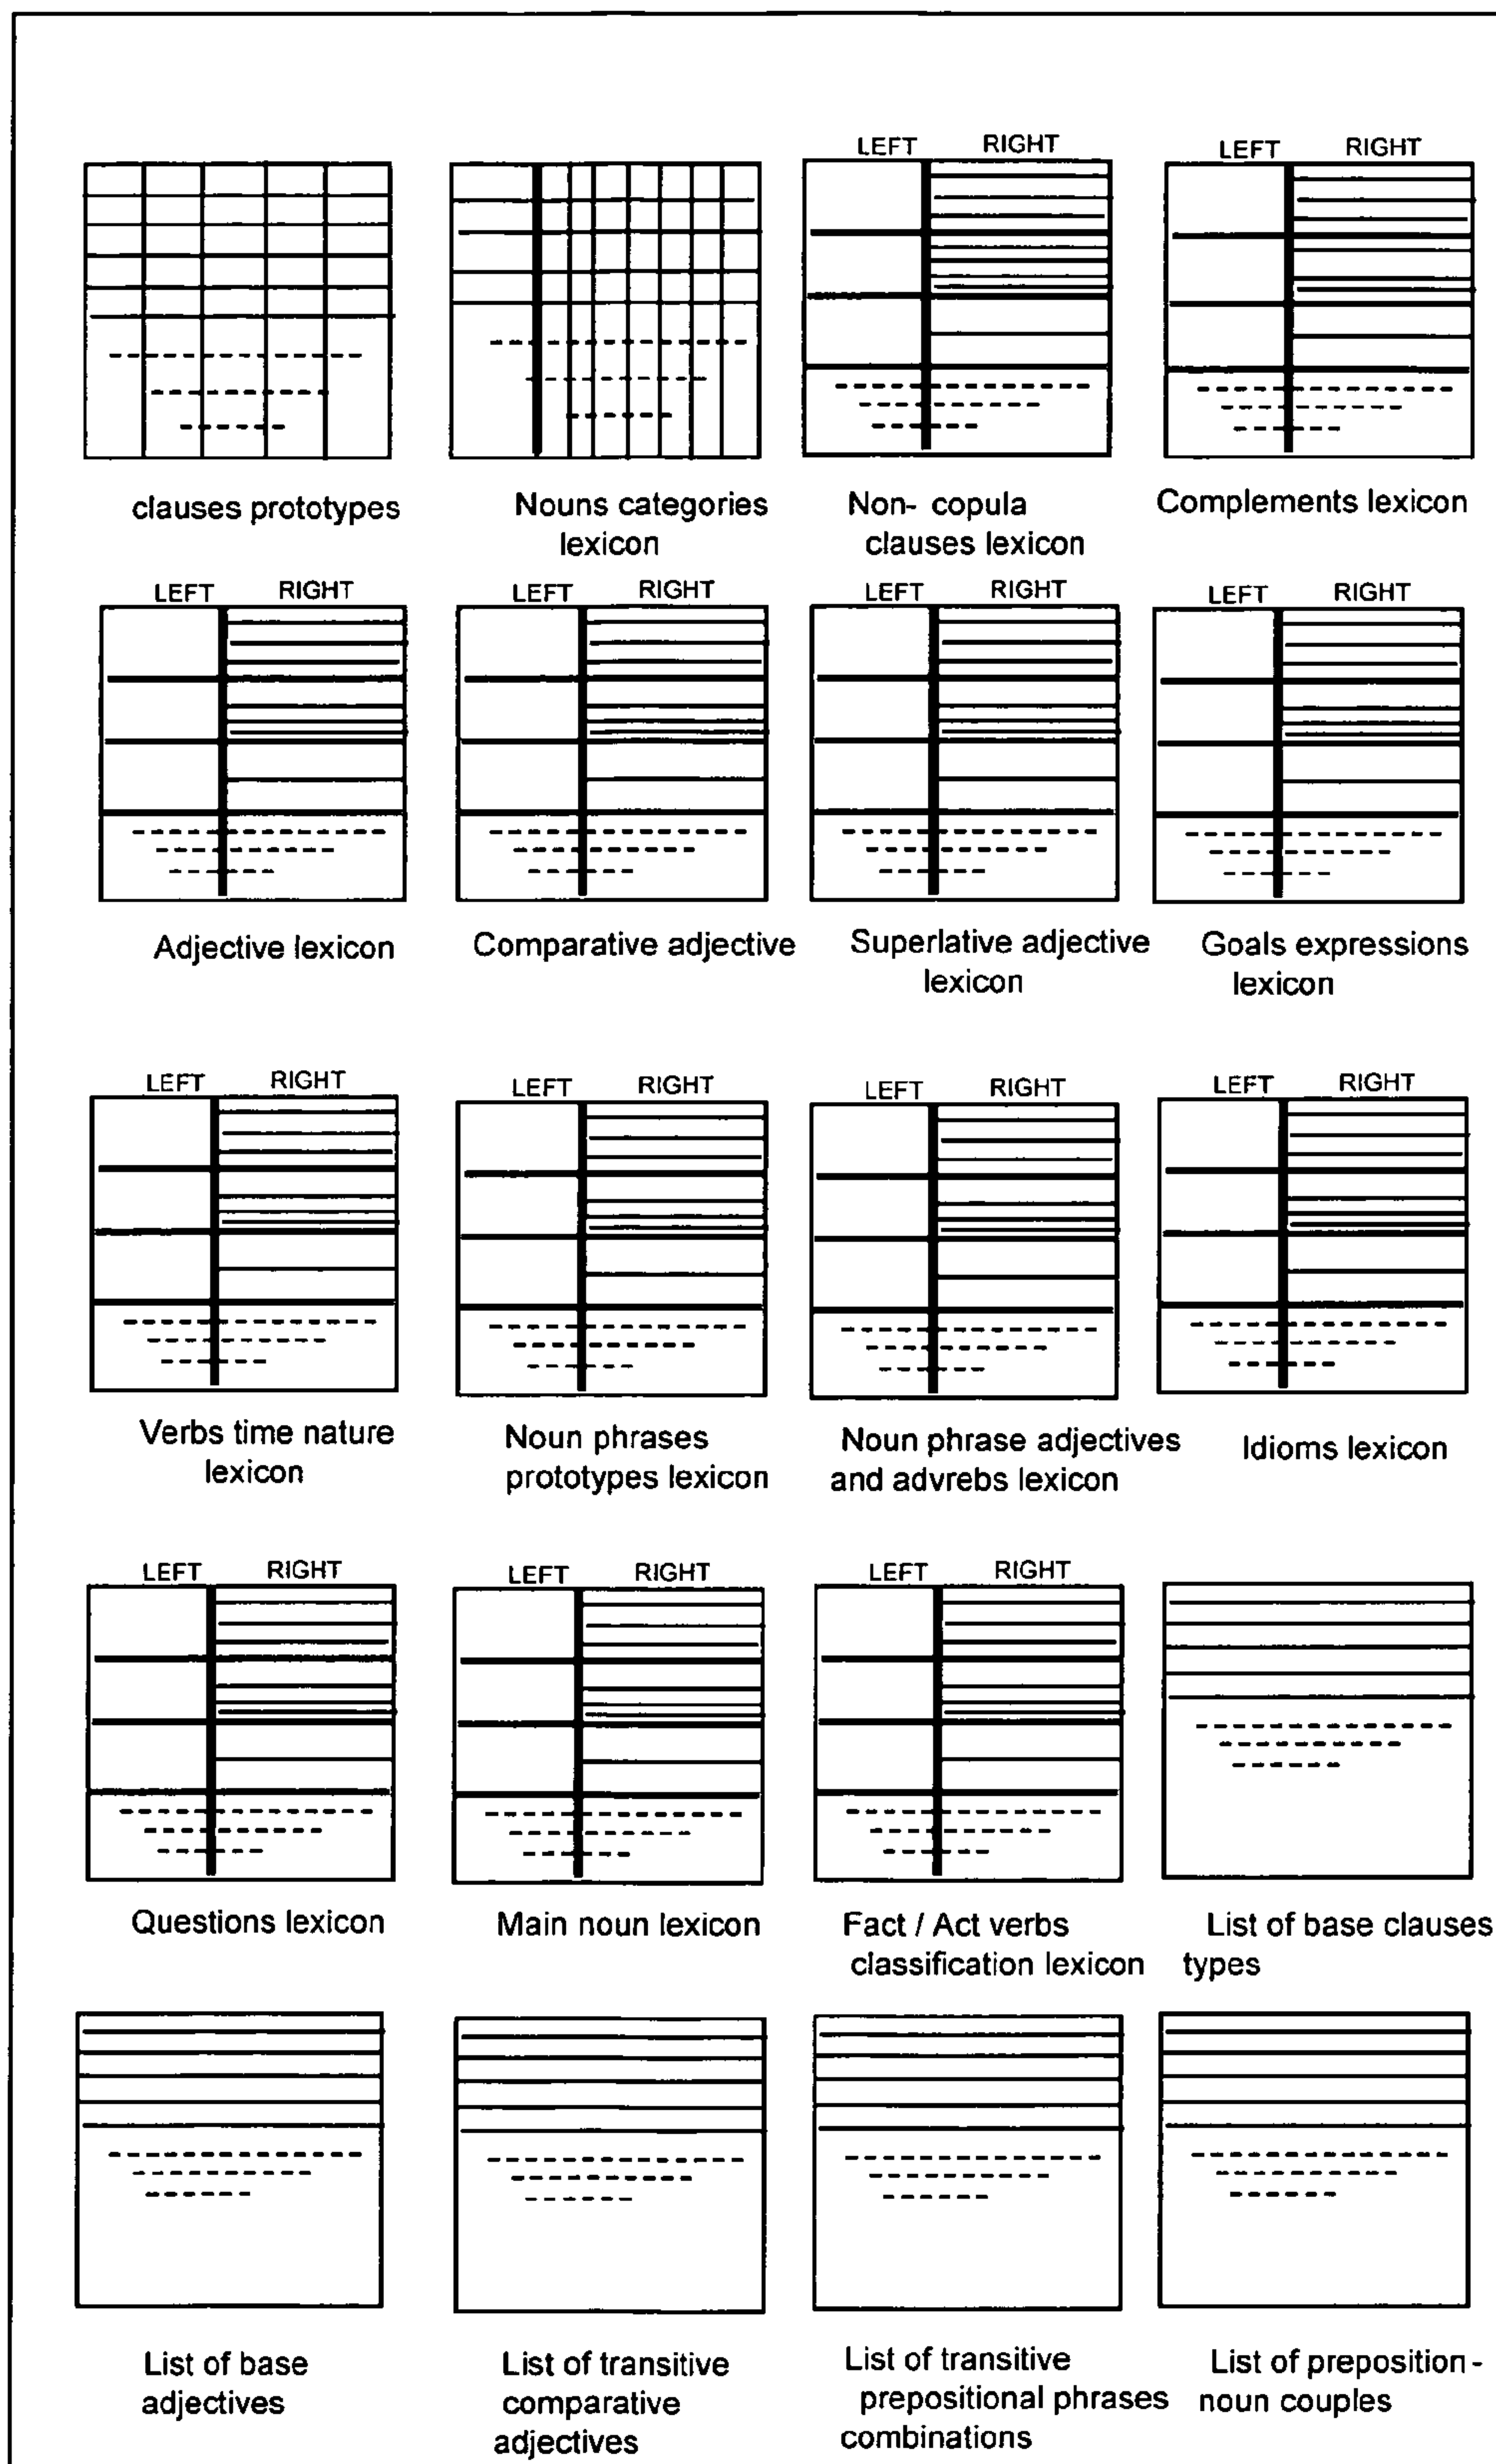 LEFT RIGHT
LEFT RIGHT
clauses prototypes
Nouns categories
lexicon
Non- copula
clauses lexicon
Complements lexicon
LEFT RIGHT
LEFT RIGHT
LEFT RIGHT
LEFT RIGHT
Adjective lexicon
Comparative adjective
Superlative adjective
lexicon
Goals expressions
lexicon
LEFT RIGHT
LEFT RIGHT
LEFT RIGHT
LEFT RIGHT
Verbs time nature
lexicon
Noun phrases
prototypes lexicon
Noun phrase adjectives
and advrebs lexicon
Idioms lexicon
LEFT RIGHT
LEFT RIGHT
LEFT RIGHT
Questions lexicon
Main noun lexicon
Fact / Act verbs
classification lexicon
List of base clauses
types
List of base
adjectives
List of transitive
comparative
adjectives
List of transitive
prepositional phrases
combinations
List of preposition -
noun couples